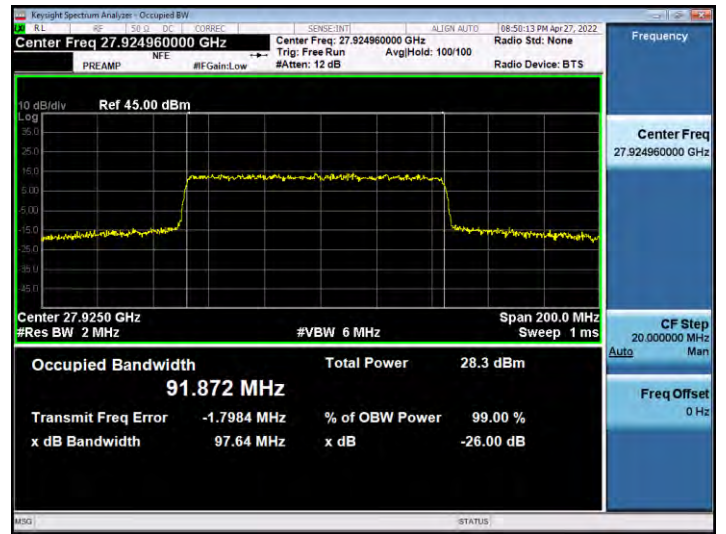 Keysight Spectrum Analyzer - Occupied BW
RL RF 50 Ω DC CORREC SENSE:INT ALIGN AUTO 08:50:13 PM Apr 27, 2022
Center Freq 27.924960000 GHz
NFE
PREAMP #IFGain:Low
Center Freq: 27.924960000 GHz
Trig: Free Run Avg|Hold: 100/100
#Atten: 12 dB
Radio Std: None
Radio Device: BTS
10 dB/div Ref 45.00 dBm
Log
35.0
25.0
15.0
5.00
-5.00
-15.0
-25.0
-35.0
-45.0
Center 27.9250 GHz Span 200.0 MHz
#Res BW 2 MHz #VBW 6 MHz Sweep 1 ms
Occupied Bandwidth Total Power 28.3 dBm
91.872 MHz
Transmit Freq Error -1.7984 MHz % of OBW Power 99.00 %
x dB Bandwidth 97.64 MHz x dB -26.00 dB
MSG STATUS
Frequency
Center Freq
27.924960000 GHz
CF Step
20.000000 MHz
Auto Man
Freq Offset
0 Hz